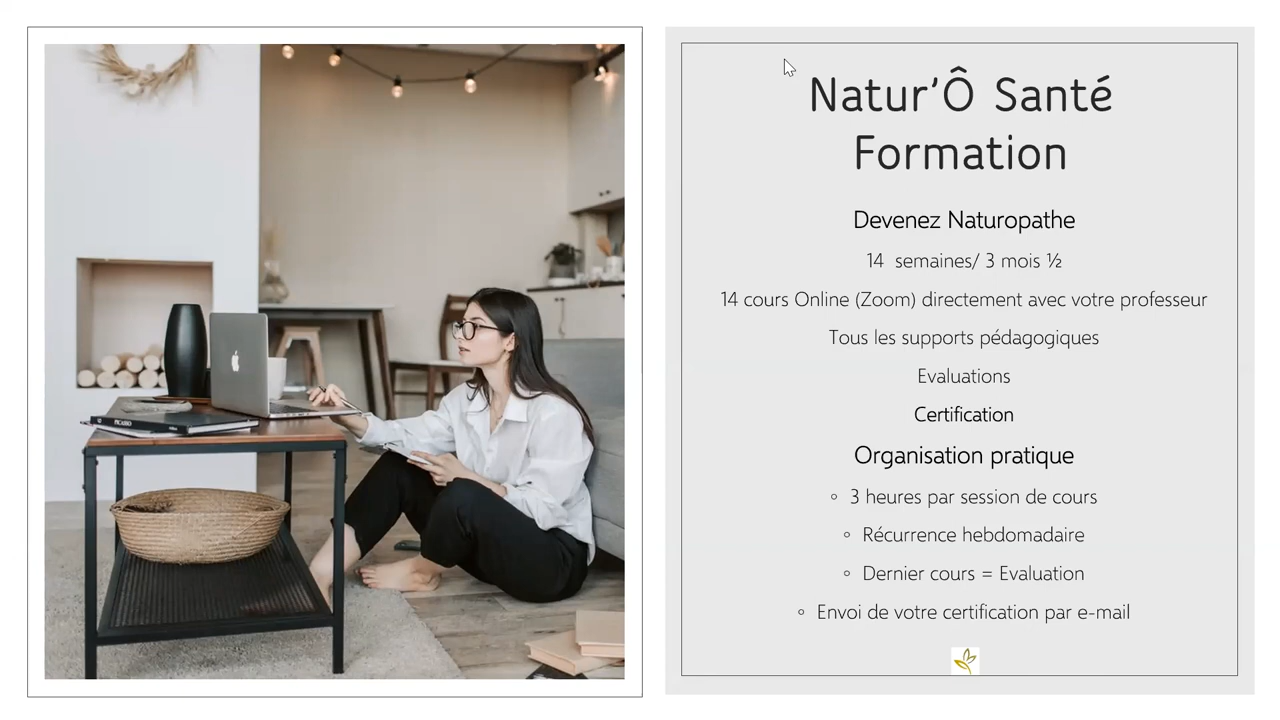 Natur'Ô Santé
Formation
Devenez Naturopathe
14 semaines/ 3 mois ½
14 cours Online (Zoom) directement avec votre professeur
Tous les supports pédagogiques
Evaluations
Certification
Organisation pratique
◦ 3 heures par session de cours
◦ Récurrence hebdomadaire
◦ Dernier cours = Evaluation
◦ Envoi de votre certification par e-mail
PICASSO